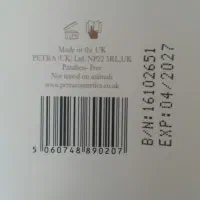 Made in the UK
PETRA (UK) Ltd. NP22 5RL, UK
Paraben- Free
Not tested on animals
www.petracosmetics.co.uk
5 060748 890207
B/N:16102651
EXP:04/2027